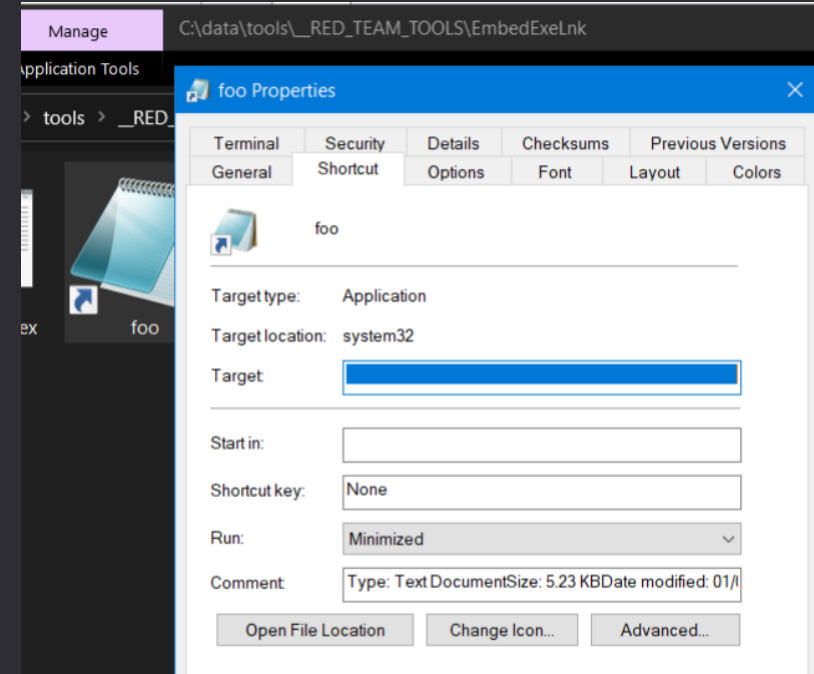 Manage
C:\data\tools\__RED_TEAM_TOOLS\EmbedExeLnk
Application Tools
> tools > __RED_
foo Properties
Terminal Security Details Checksums Previous Versions
General Shortcut Options Font Layout Colors
foo
Target type: Application
Target location: system32
Target:
Start in:
Shortcut key: None
Run: Minimized
Comment: Type: Text DocumentSize: 5.23 KBDate modified: 01/
Open File Location Change Icon... Advanced...
ex
foo